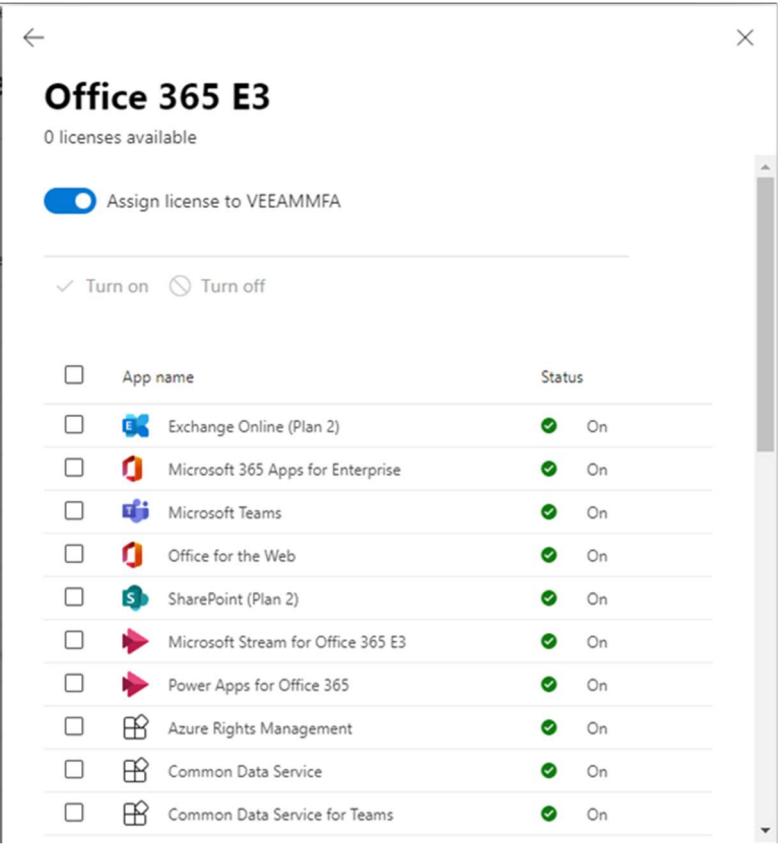 Office 365 E3
0 licenses available
Assign license to VEEAMMFA
Turn on Turn off
App name Status
Exchange Online (Plan 2) On
Microsoft 365 Apps for Enterprise On
Microsoft Teams On
Office for the Web On
SharePoint (Plan 2) On
Microsoft Stream for Office 365 E3 On
Power Apps for Office 365 On
Azure Rights Management On
Common Data Service On
Common Data Service for Teams On